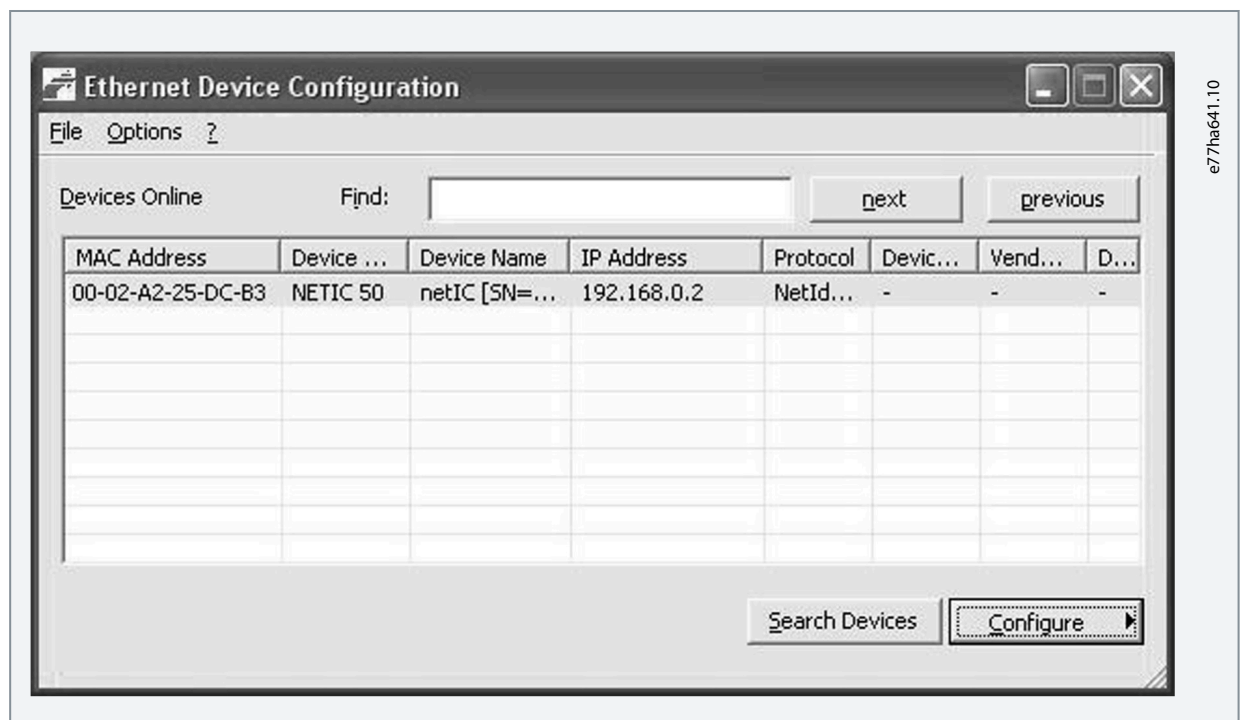 Ethernet Device Configuration
File Options ?
Devices Online Find: next previous
MAC Address Device ... Device Name IP Address Protocol Devic... Vend... D...
00-02-A2-25-DC-B3 NETIC 50 netIC [SN=... 192.168.0.2 NetId... - - -
Search Devices Configure
e77ha641.10